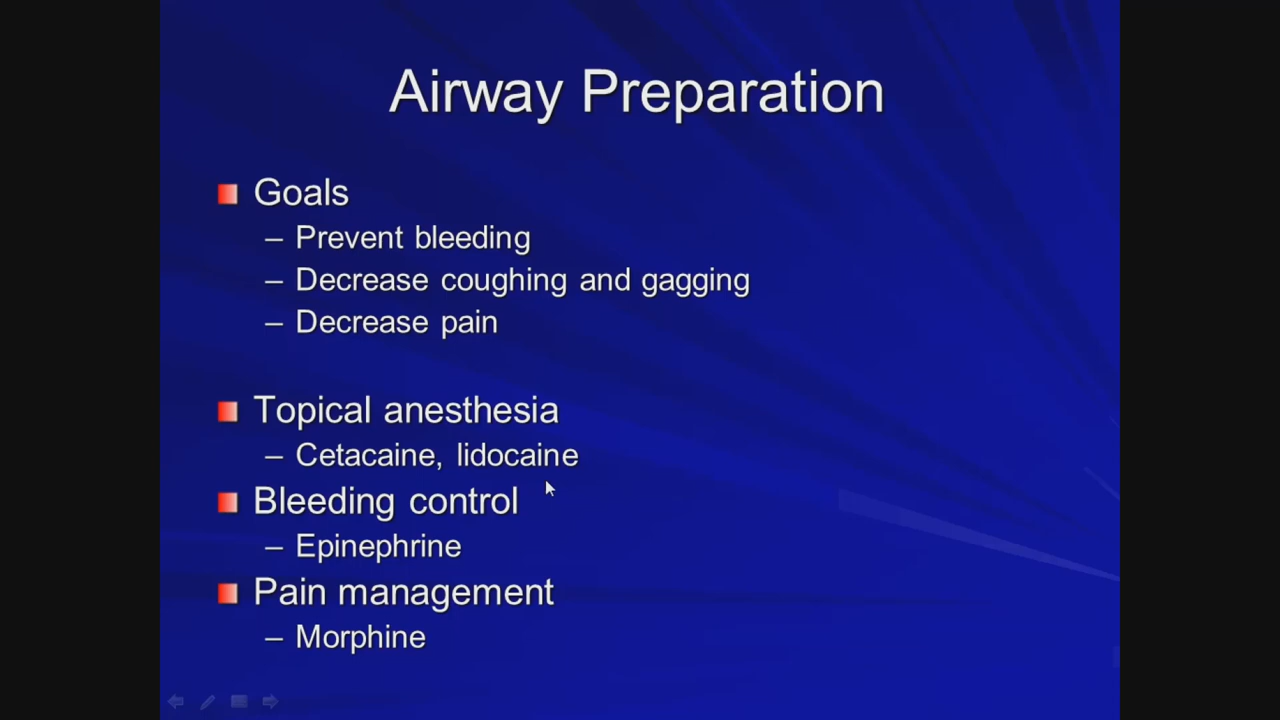 Airway Preparation
Goals
– Prevent bleeding
– Decrease coughing and gagging
– Decrease pain
Topical anesthesia
– Cetacaine, lidocaine
Bleeding control
– Epinephrine
Pain management
– Morphine